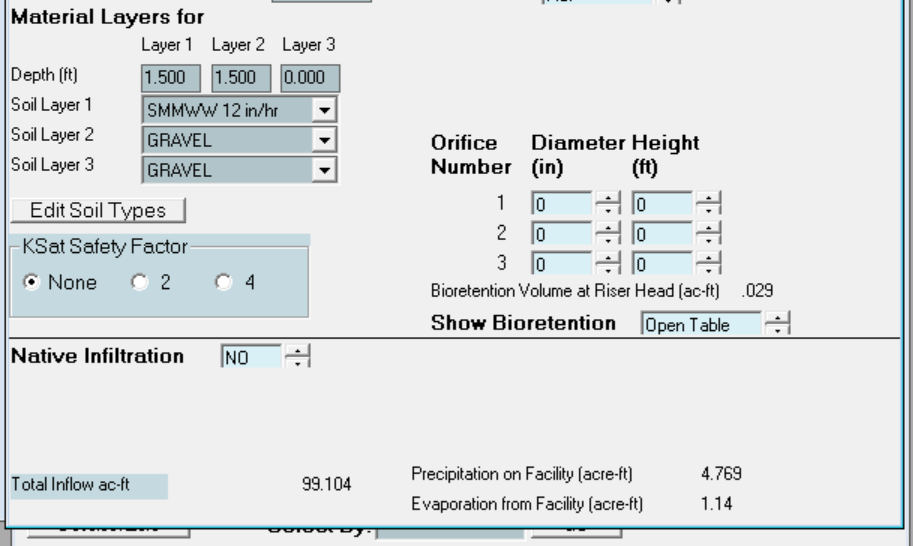 Material Layers for
Layer 1 Layer 2 Layer 3
Depth (ft) 1.500 1.500 0.000
Soil Layer 1 SMMWW 12 in/hr
Soil Layer 2 GRAVEL
Soil Layer 3 GRAVEL
Edit Soil Types
KSat Safety Factor
None 2 4
Orifice Diameter Height
Number (in) (ft)
1 0 0
2 0 0
3 0 0
Bioretention Volume at Riser Head (ac-ft) .029
Show Bioretention Open Table
Native Infiltration NO
Total Inflow ac-ft 99.104
Precipitation on Facility (acre-ft) 4.769
Evaporation from Facility (acre-ft) 1.14